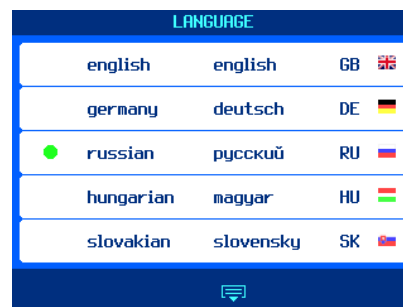 LANGUAGE
english english GB
germany deutsch DE
russian русский RU
hungarian magyar HU
slovakian slovensky SK